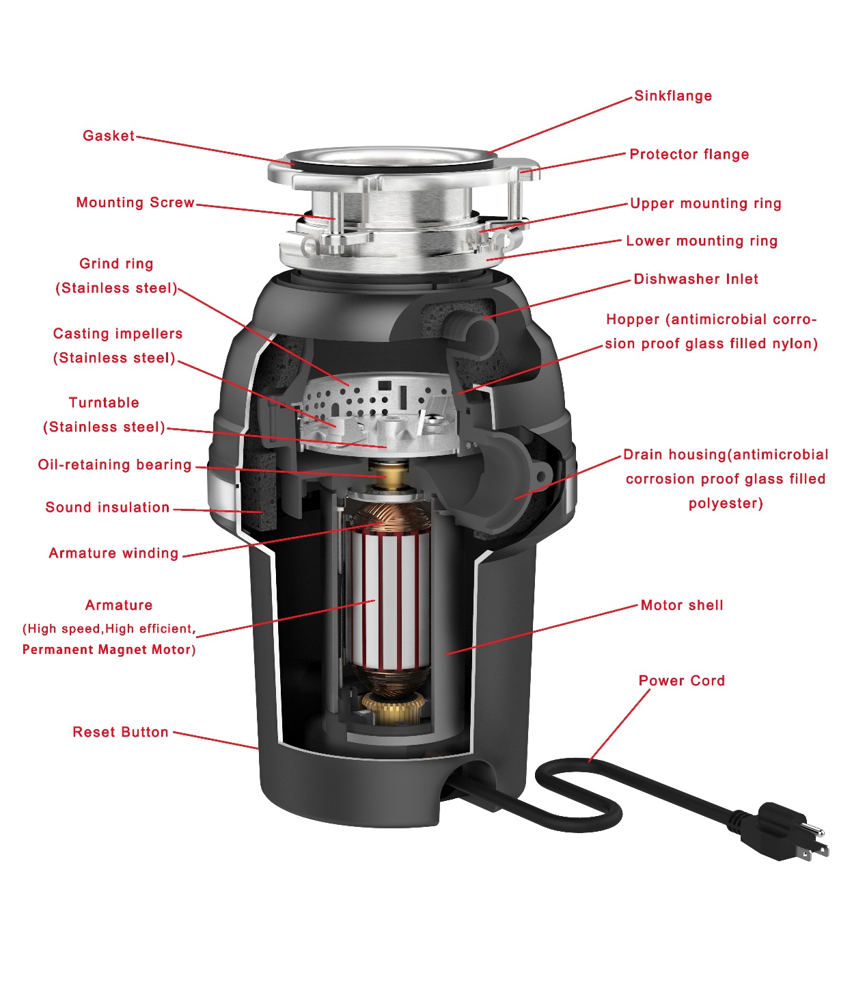 Sinkflange
Gasket
Protector flange
Mounting Screw
Upper mounting ring
Lower mounting ring
Grind ring
(Stainless steel)
Dishwasher Inlet
Hopper (antimicrobial corro-
sion proof glass filled nylon)
Casting impellers
(Stainless steel)
Turntable
(Stainless steel)
Oil-retaining bearing
Drain housing(antimicrobial
corrosion proof glass filled
polyester)
Sound insulation
Armature winding
Armature
(High speed,High efficient,
Permanent Magnet Motor)
Motor shell
Power Cord
Reset Button